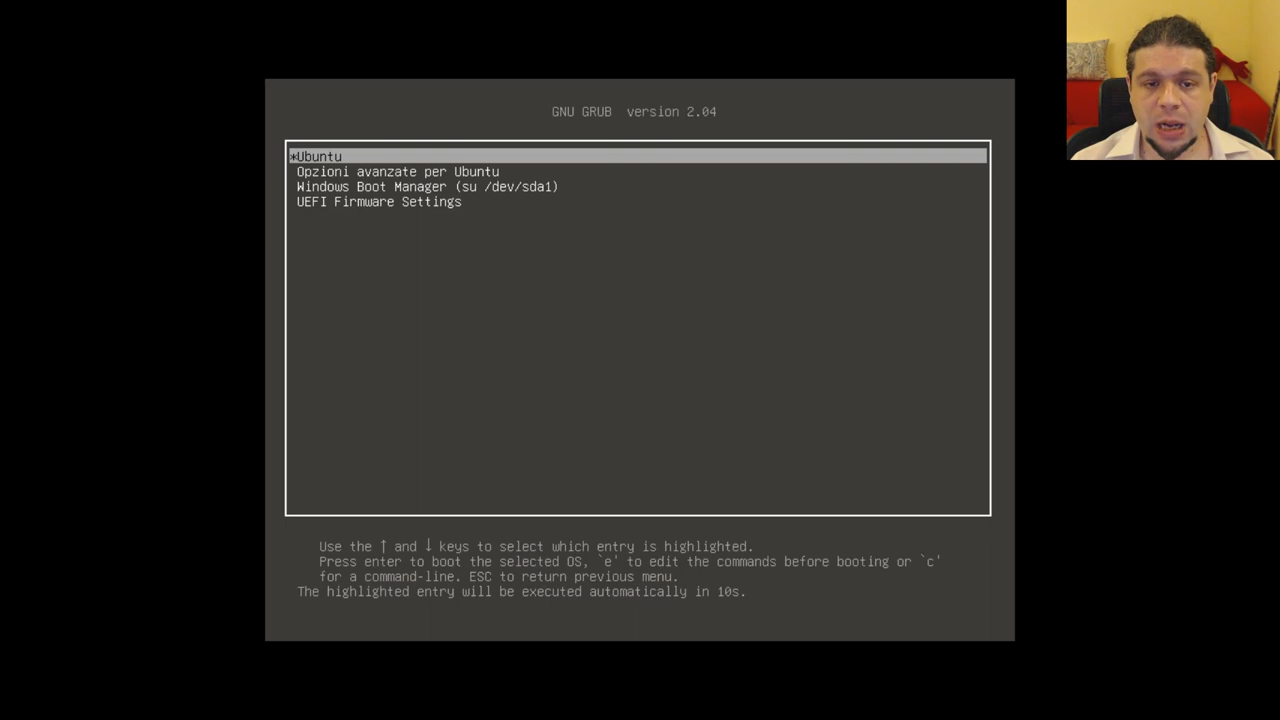 GNU GRUB  version 2.04
*Ubuntu
Opzioni avanzate per Ubuntu
Windows Boot Manager (su /dev/sda1)
UEFI Firmware Settings
Use the ↑ and ↓ keys to select which entry is highlighted.
Press enter to boot the selected OS, `e' to edit the commands before booting or `c'
for a command-line. ESC to return previous menu.
The highlighted entry will be executed automatically in 10s.